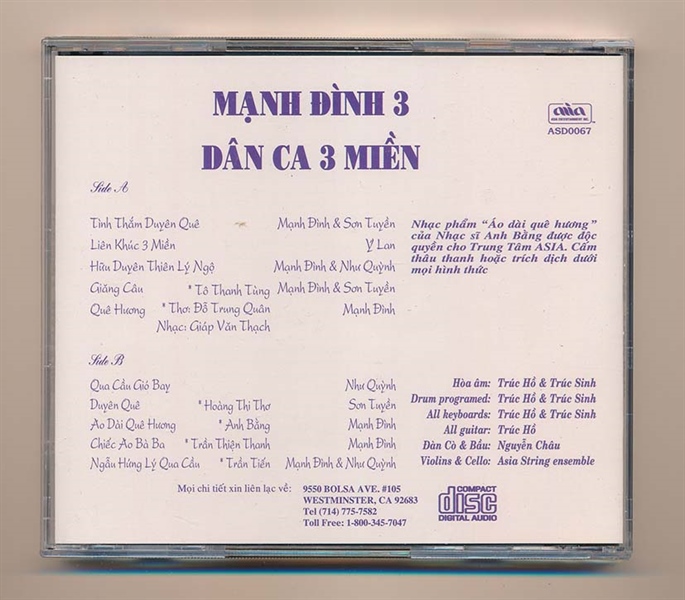 MẠNH ĐÌNH 3
DÂN CA 3 MIỀN
asia
ASIA ENTERTAINMENT INC.
ASD0067
Side A
Tình Thắm Duyên Quê Mạnh Đình & Sơn Tuyền
Liên Khúc 3 Miền Ý Lan
Hữu Duyên Thiên Lý Ngộ Mạnh Đình & Như Quỳnh
Giăng Câu * Tô Thanh Tùng Mạnh Đình & Sơn Tuyền
Quê Hương * Thơ: Đỗ Trung Quân Mạnh Đình
Nhạc: Giáp Văn Thạch
Nhạc phẩm “Áo dài quê hương”
của Nhạc sĩ Anh Bằng được độc
quyền cho Trung Tâm ASIA. Cấm
thâu thanh hoặc trích dịch dưới
mọi hình thức
Side B
Qua Cầu Gió Bay Như Quỳnh
Duyên Quê * Hoàng Thi Thơ Sơn Tuyền
Áo Dài Quê Hương * Anh Bằng Mạnh Đình
Chiếc Áo Bà Ba * Trần Thiện Thanh Mạnh Đình
Ngẫu Hứng Lý Qua Cầu * Trần Tiến Mạnh Đình & Như Quỳnh
Hòa âm: Trúc Hồ & Trúc Sinh
Drum programed: Trúc Hồ & Trúc Sinh
All keyboards: Trúc Hồ & Trúc Sinh
All guitar: Trúc Hồ
Đàn Cò & Bầu: Nguyễn Châu
Violins & Cello: Asia String ensemble
Mọi chi tiết xin liên lạc về: 9550 BOLSA AVE. #105
WESTMINSTER, CA 92683
Tel (714) 775-7582
Toll Free: 1-800-345-7047
COMPACT
disc
DIGITAL AUDIO